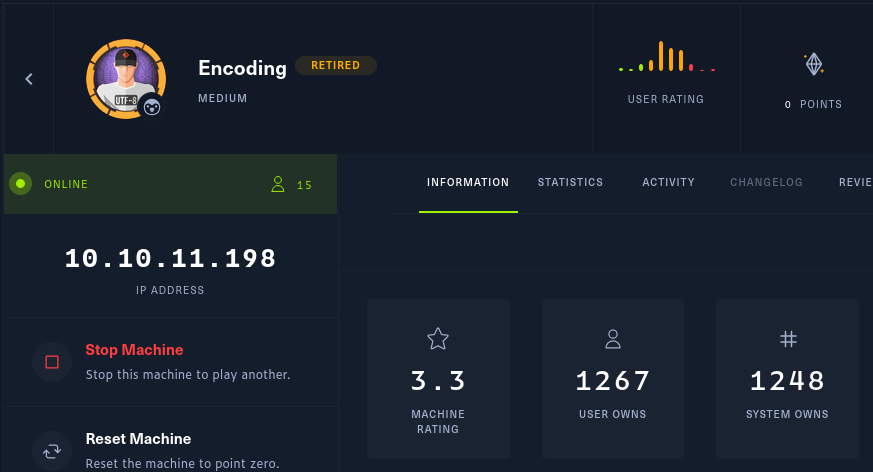 Encoding RETIRED
MEDIUM
UTF-8
USER RATING
0 POINTS
ONLINE 15
INFORMATION STATISTICS ACTIVITY CHANGELOG REVIE
10.10.11.198
IP ADDRESS
Stop Machine
Stop this machine to play another.
Reset Machine
Reset the machine to point zero.
3.3
MACHINE
RATING
1267
USER OWNS
1248
SYSTEM OWNS